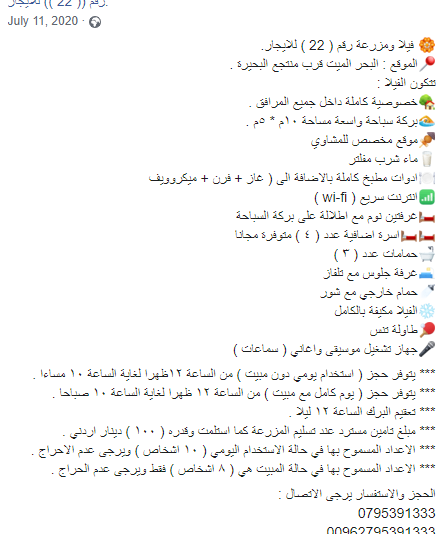 رقم (( 22 )) للايجار.
July 11, 2020 ·
فيلا ومزرعة رقم ( 22 ) للايجار.
الموقع : البحر الميت قرب منتجع البحيرة .
تتكون الفيلا :
خصوصية كاملة داخل جميع المرافق .
بركة سباحة واسعة مساحة ١٠م * ٥م .
موقع مخصص للمشاوي
ماء شرب مفلتر
ادوات مطبخ كاملة بالاضافة الى ( غاز + فرن + ميكروويف
انترنت سريع ( wi-fi )
غرفتين نوم مع اطلالة على بركة السباحة
اسرة اضافية عدد ( ٤ ) متوفرة مجانا
حمامات عدد ( ٣ )
غرفة جلوس مع تلفاز
حمام خارجي مع شور
الفيلا مكيفة بالكامل
طاولة تنس
جهاز تشغيل موسيقى واغاني ( سماعات )
*** يتوفر حجز ( استخدام يومي دون مبيت ) من الساعة ١٢ظهرا لغاية الساعة ١٠ مساءا .
*** يتوفر حجز ( يوم كامل مع مبيت ) من الساعة ١٢ ظهرا لغاية الساعة ١٠ صباحا .
*** تعقيم البرك الساعة ١٢ ليلا .
*** مبلغ تامين مسترد عند تسليم المزرعة كما استلمت وقدره ( ١٠٠ ) دينار اردني .
*** الاعداد المسموح بها في حالة الاستخدام اليومي ( ١٠ اشخاص ) ويرجى عدم الاحراج .
*** الاعداد المسموح بها في حالة المبيت هي ( ٨ اشخاص ) فقط ويرجى عدم الحراج .
الحجز والاستفسار يرجى الاتصال :
0795391333
00962795391333